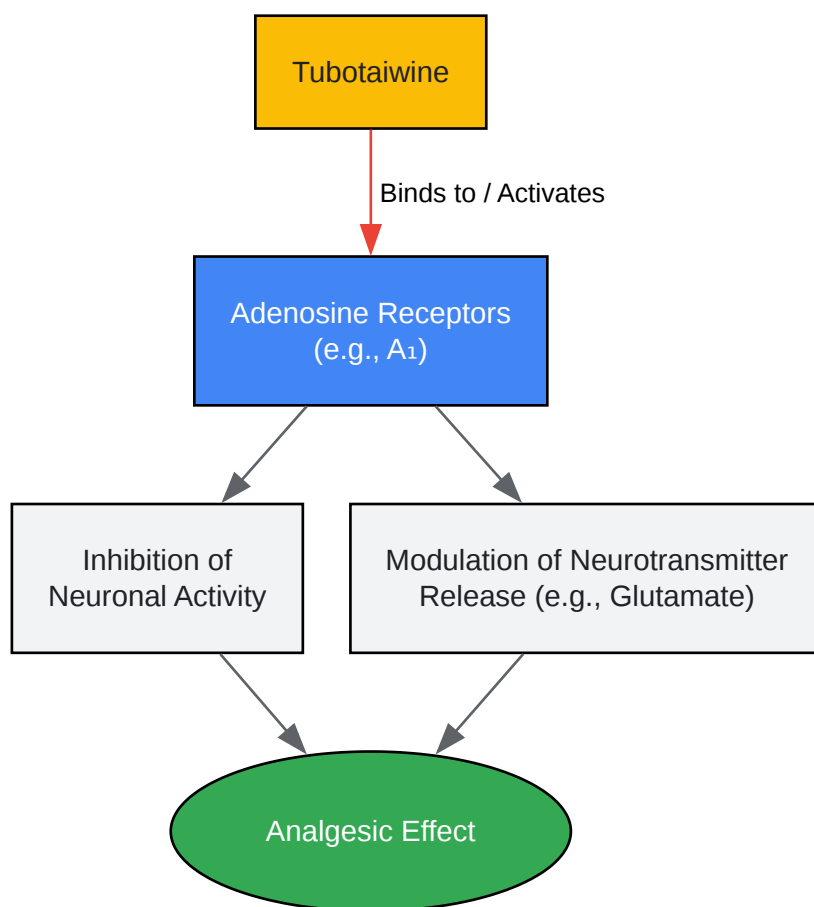 Tubotaiwine
Binds to / Activates
Adenosine Receptors
(e.g., A₁)
Inhibition of
Neuronal Activity
Modulation of Neurotransmitter
Release (e.g., Glutamate)
Analgesic Effect